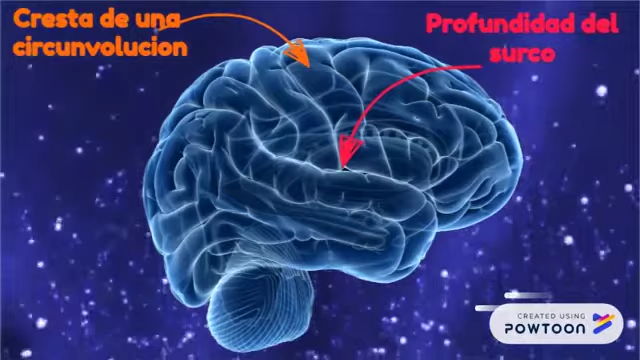 Cresta de una
circunvolucion
Profundidad del
surco
CREATED USING
POWTOON